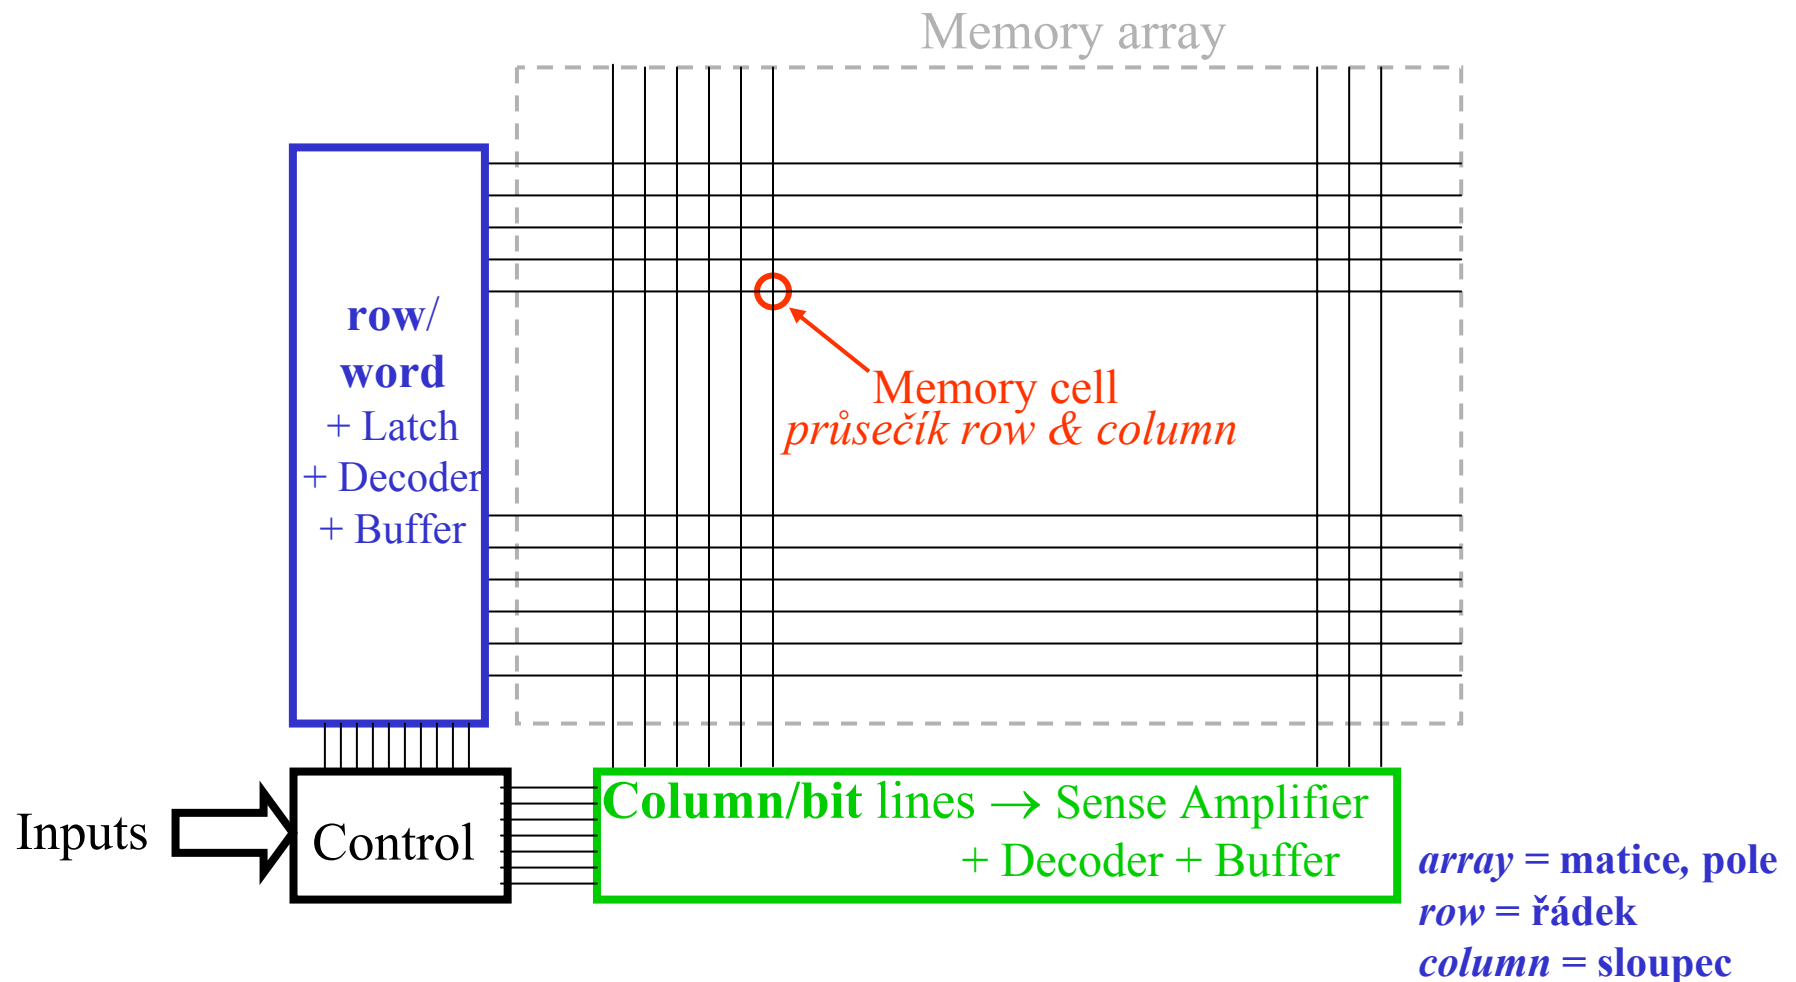 Memory array
row/
word
+ Latch
+ Decoder
+ Buffer
Memory cell
průsečík row & column
Inputs
Control
Column/bit lines → Sense Amplifier
+ Decoder + Buffer
array = matice, pole
row = řádek
column = sloupec